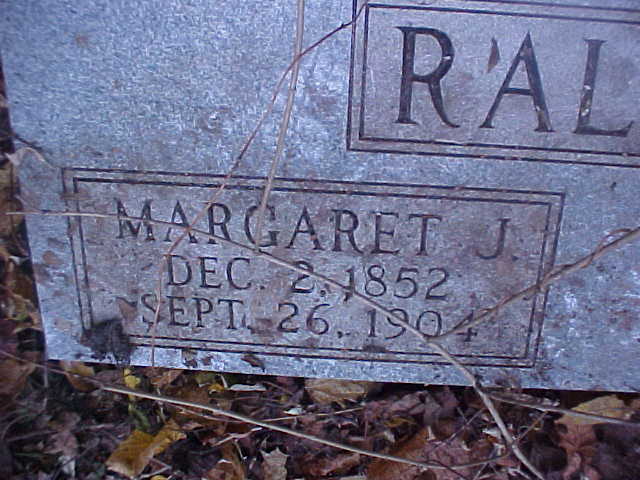 RAL
MARGARET J.
DEC. 2, 1852
SEPT. 26, 1904